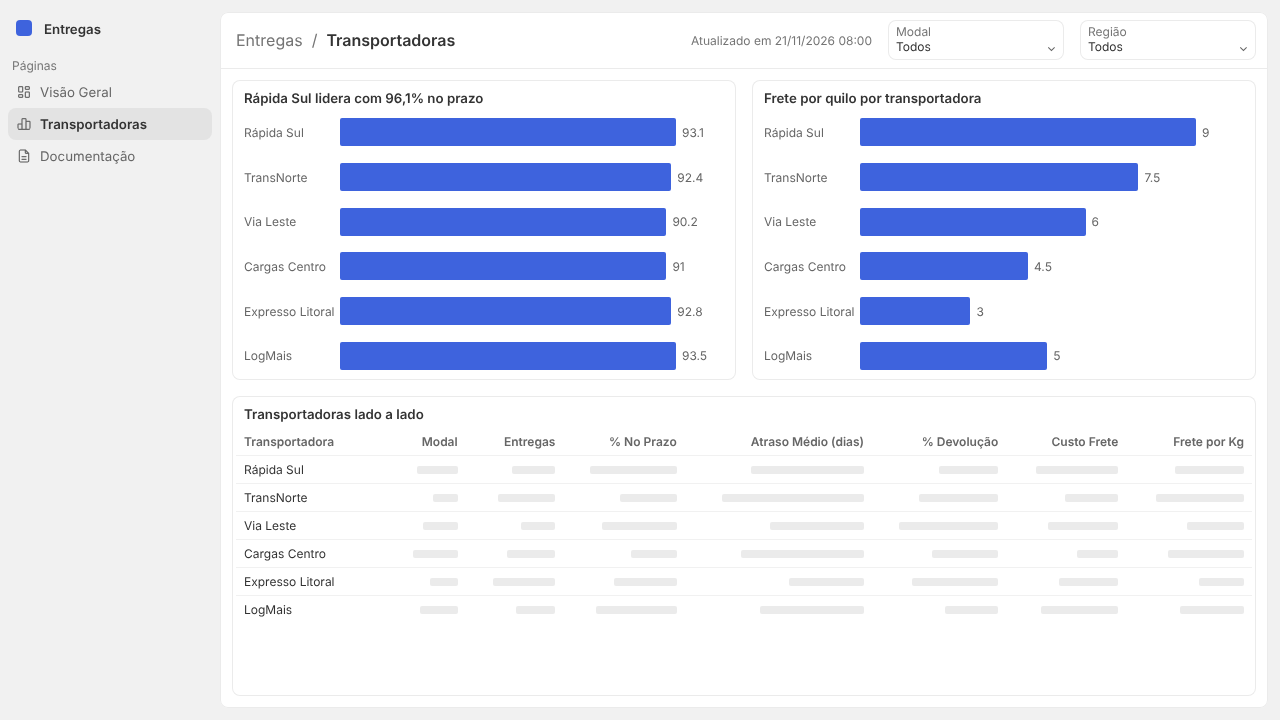 Entregas
Páginas
Visão Geral
Transportadoras
Documentação
Entregas / Transportadoras
Atualizado em 21/11/2026 08:00
Modal
Todos
Região
Todos
Rápida Sul lidera com 96,1% no prazo
Rápida Sul 93.1
TransNorte 92.4
Via Leste 90.2
Cargas Centro 91
Expresso Litoral 92.8
LogMais 93.5
Frete por quilo por transportadora
Rápida Sul 9
TransNorte 7.5
Via Leste 6
Cargas Centro 4.5
Expresso Litoral 3
LogMais 5
Transportadoras lado a lado
Transportadora Modal Entregas % No Prazo Atraso Médio (dias) % Devolução Custo Frete Frete por Kg
Rápida Sul
TransNorte
Via Leste
Cargas Centro
Expresso Litoral
LogMais